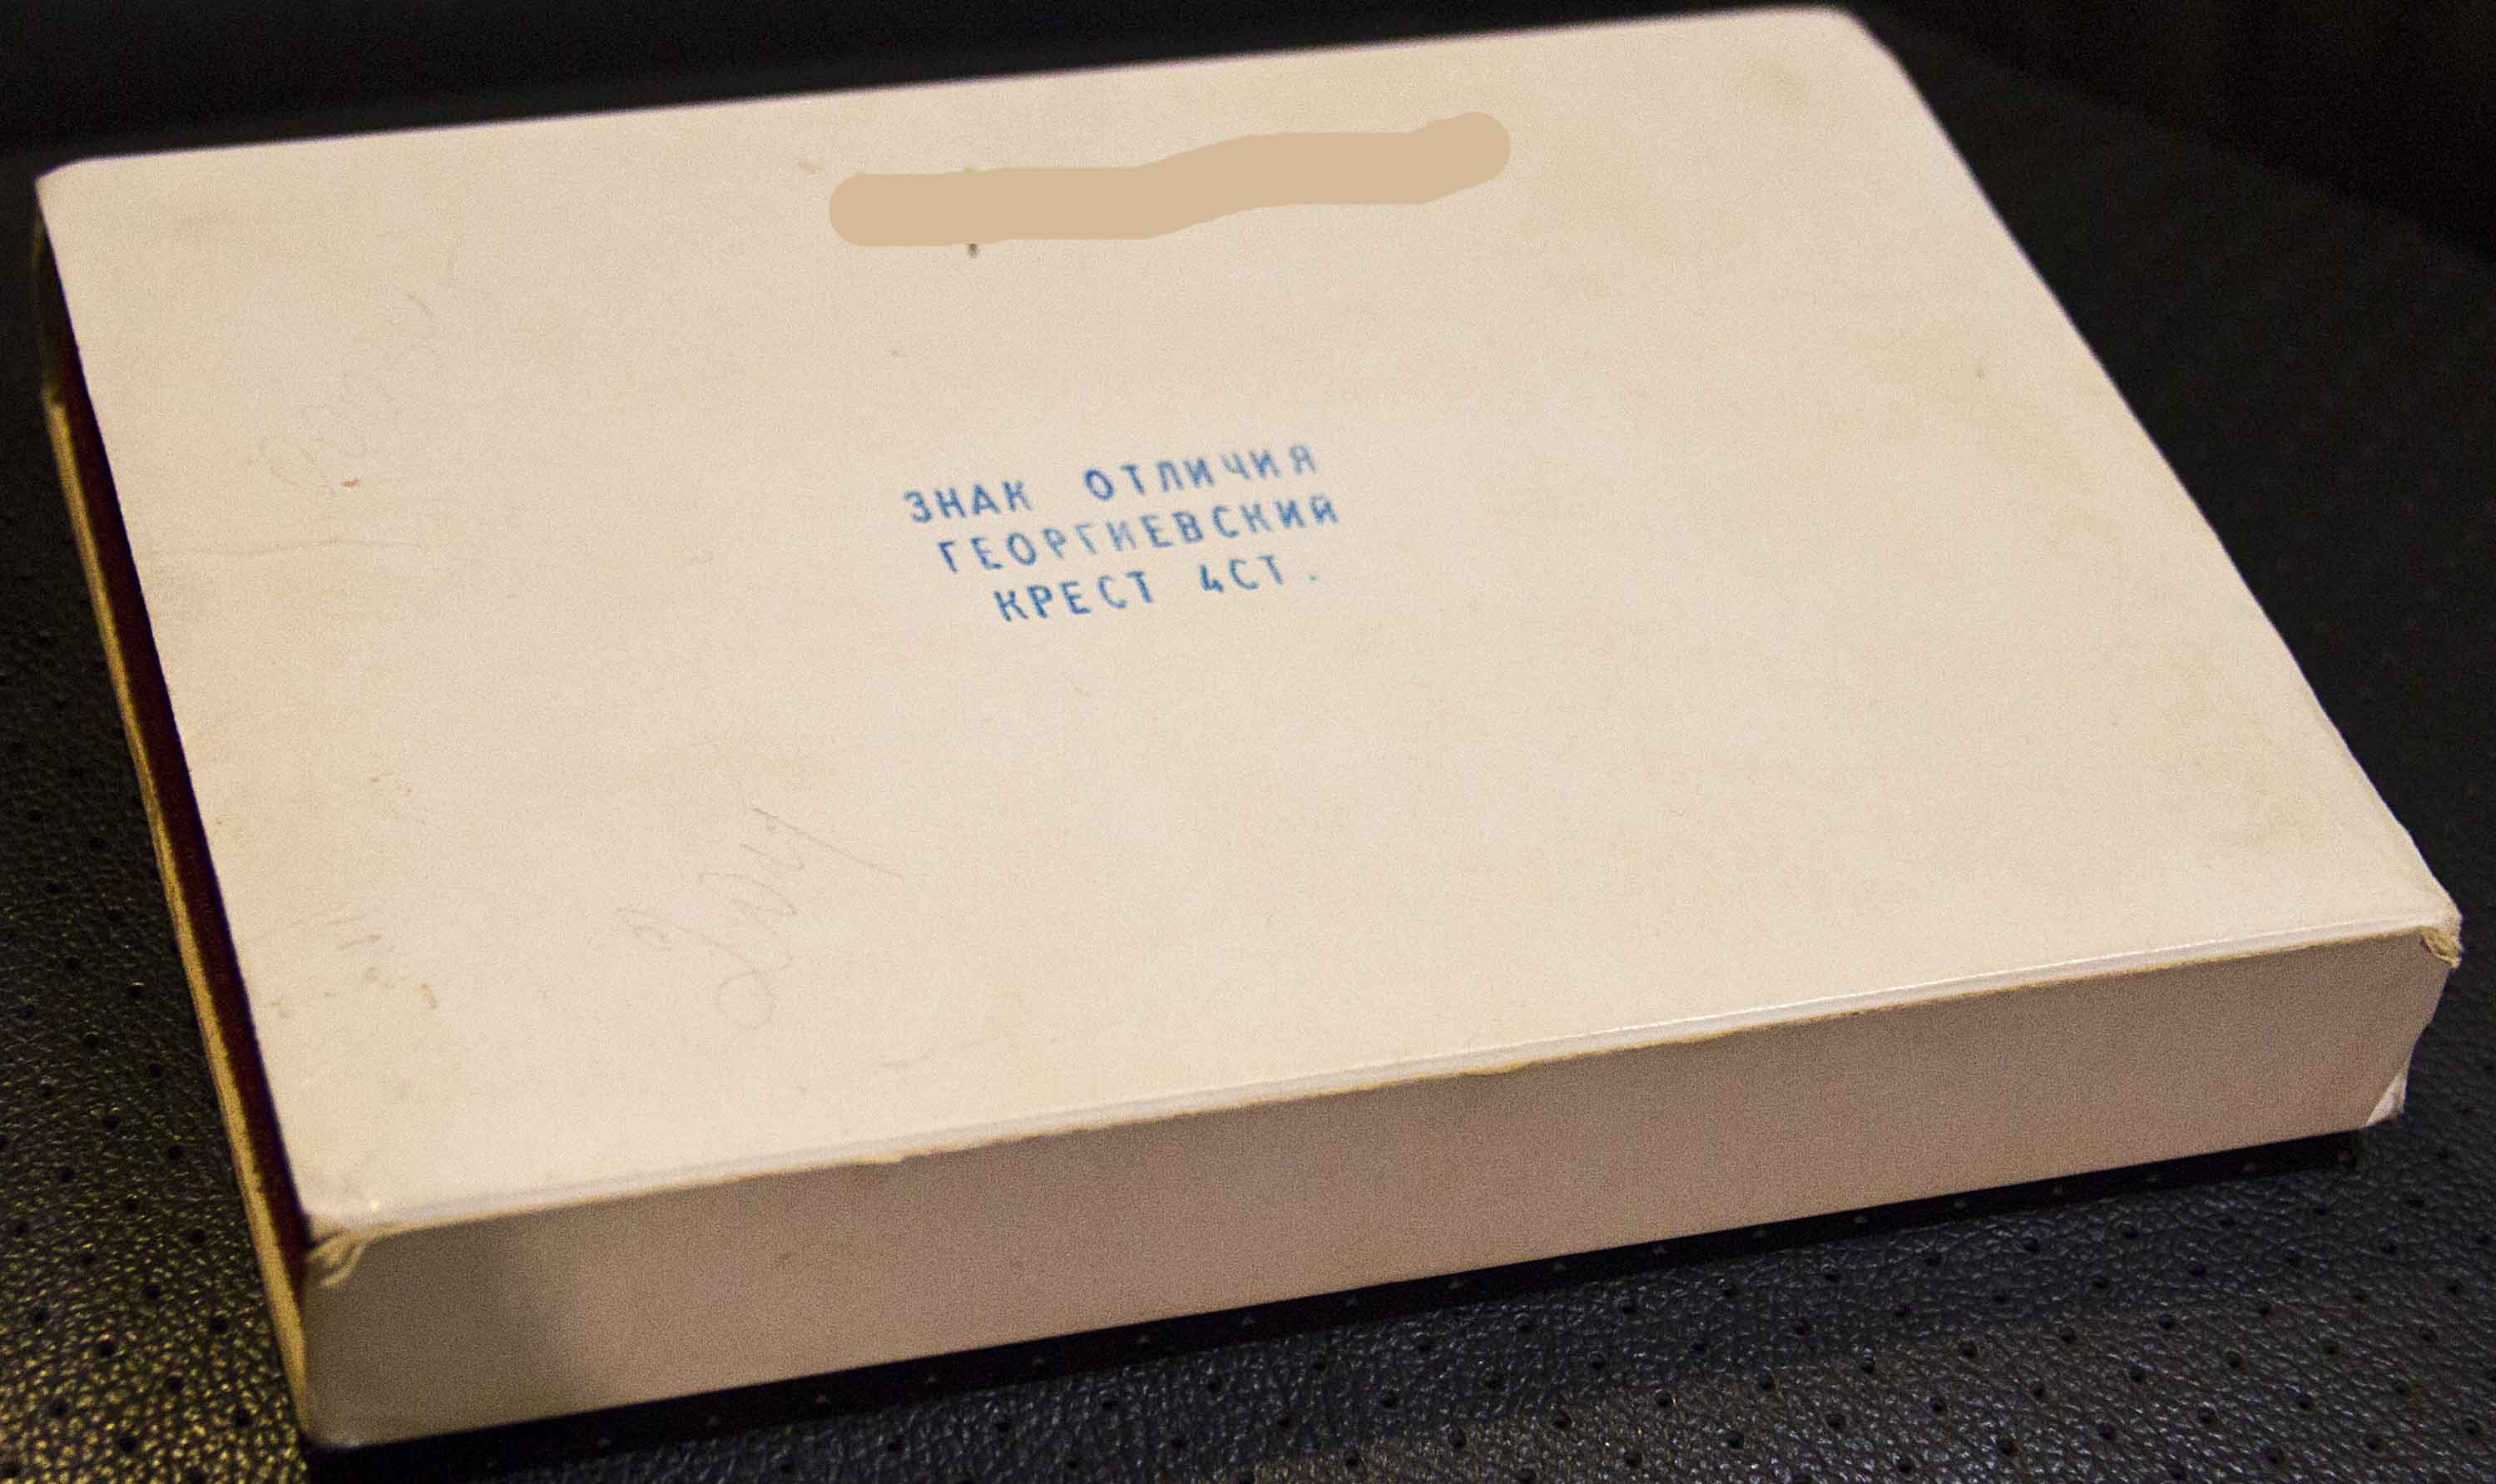 ЗНАК ОТЛИЧИЯ
ГЕОРГИЕВСКИЙ
КРЕСТ 4СТ.